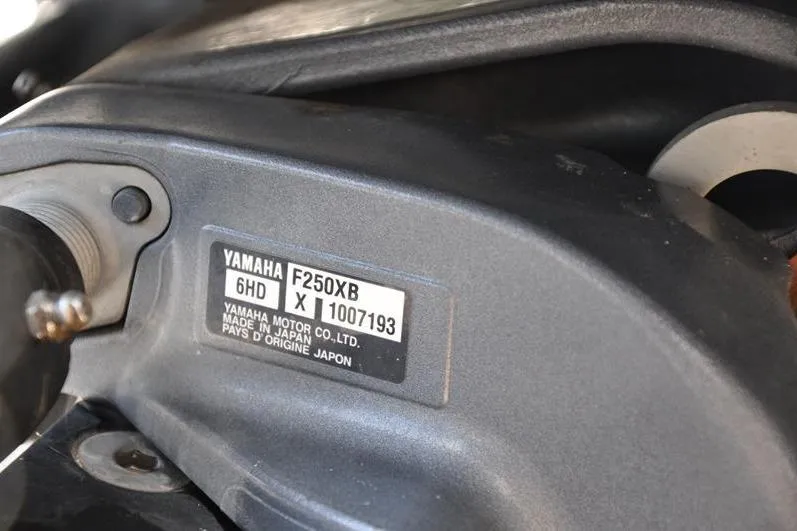 YAMAHA F250XB
6HD X 1007193
YAMAHA MOTOR CO.,LTD.
MADE IN JAPAN
PAYS D'ORIGINE JAPON